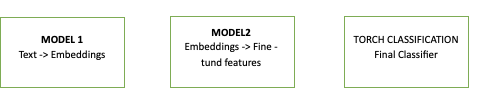 MODEL 1
Text -> Embeddings
MODEL2
Embeddings -> Fine -
tund features
TORCH CLASSIFICATION
Final Classifier